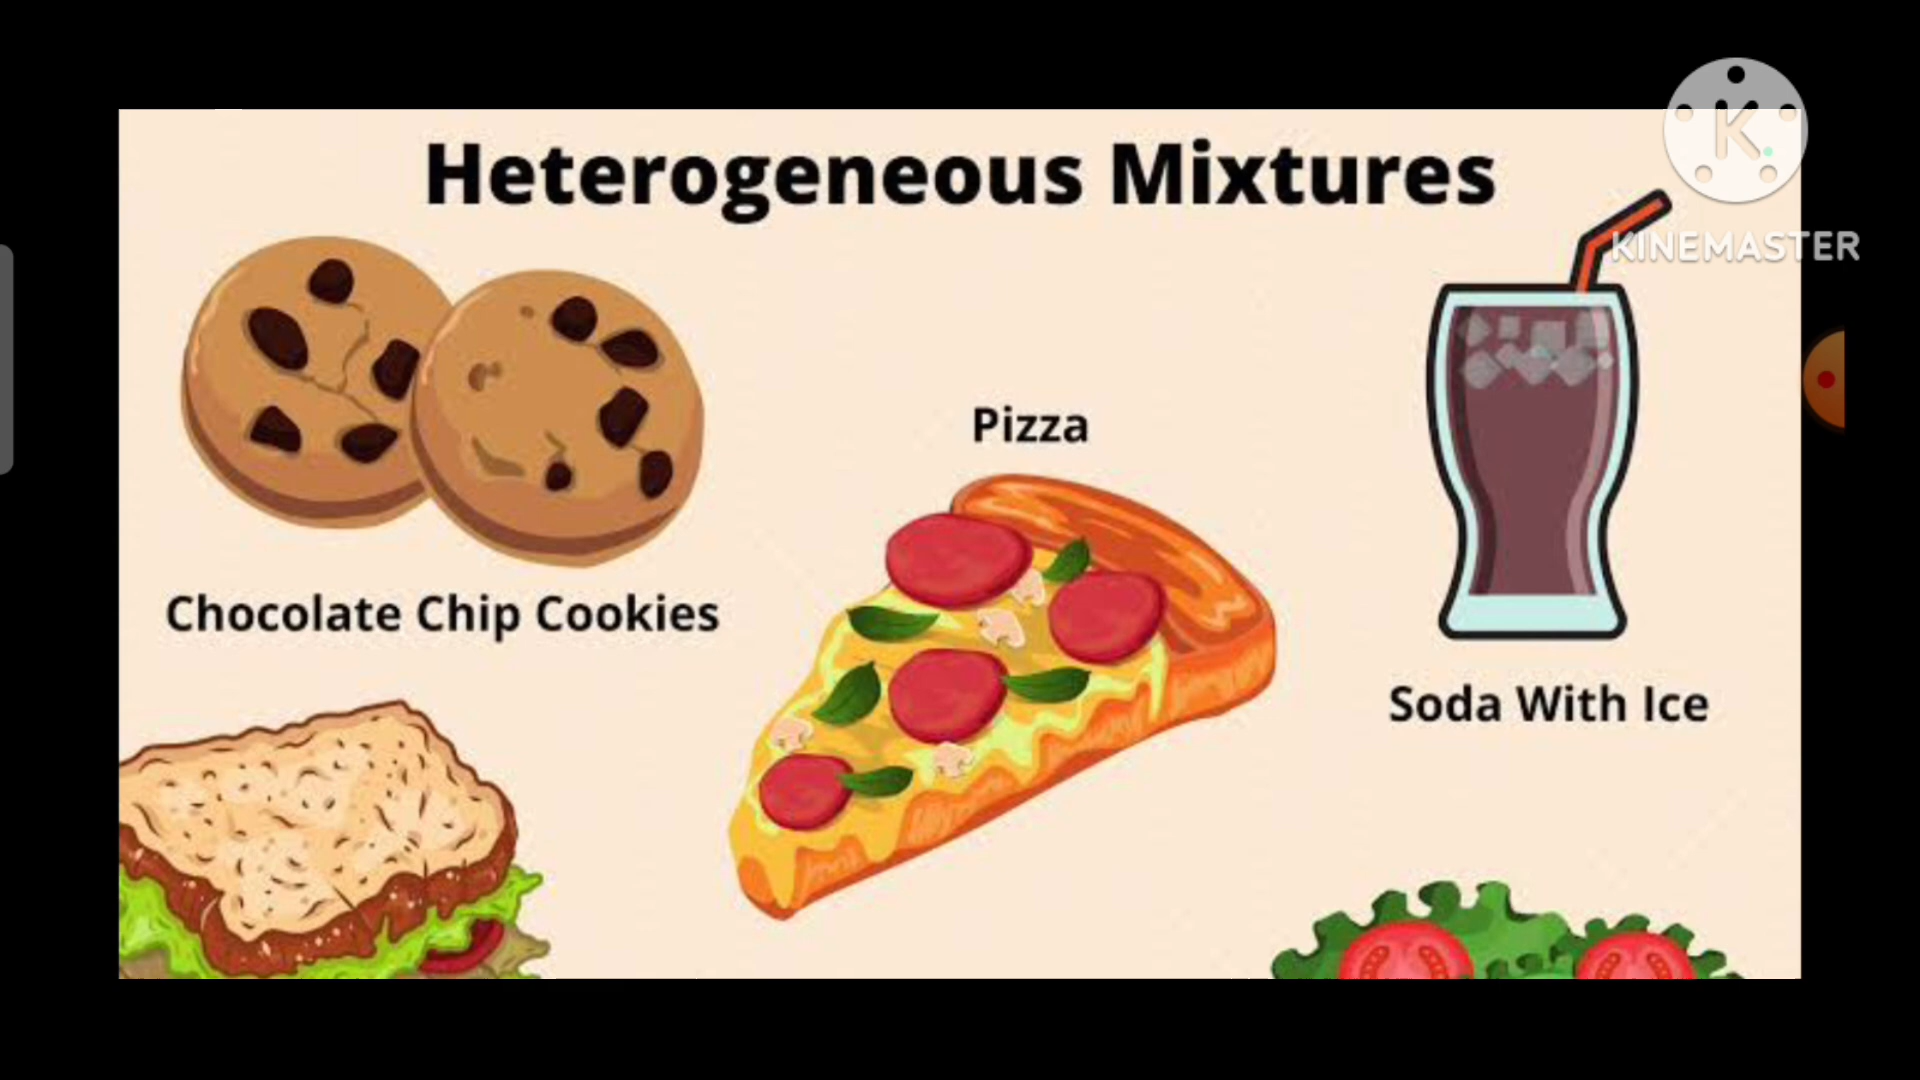 Heterogeneous Mixtures
K
KINEMASTER
Pizza
Chocolate Chip Cookies
Soda With Ice